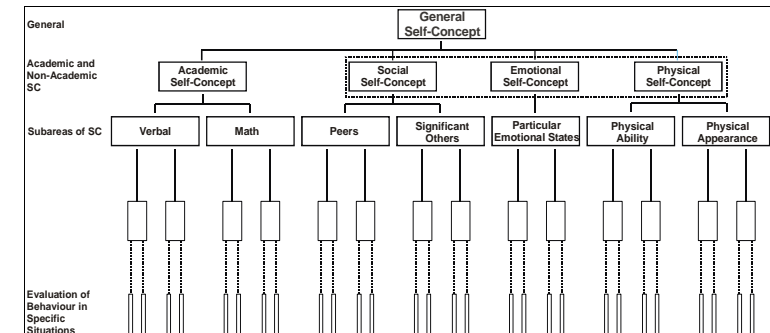 General
General
Self-Concept
Academic and
Non-Academic
SC
Academic
Self-Concept
Social
Self-Concept
Emotional
Self-Concept
Physical
Self-Concept
Subareas of SC
Verbal
Math
Peers
Significant
Others
Particular
Emotional States
Physical
Ability
Physical
Appearance
Evaluation of
Behaviour in
Specific
Situations